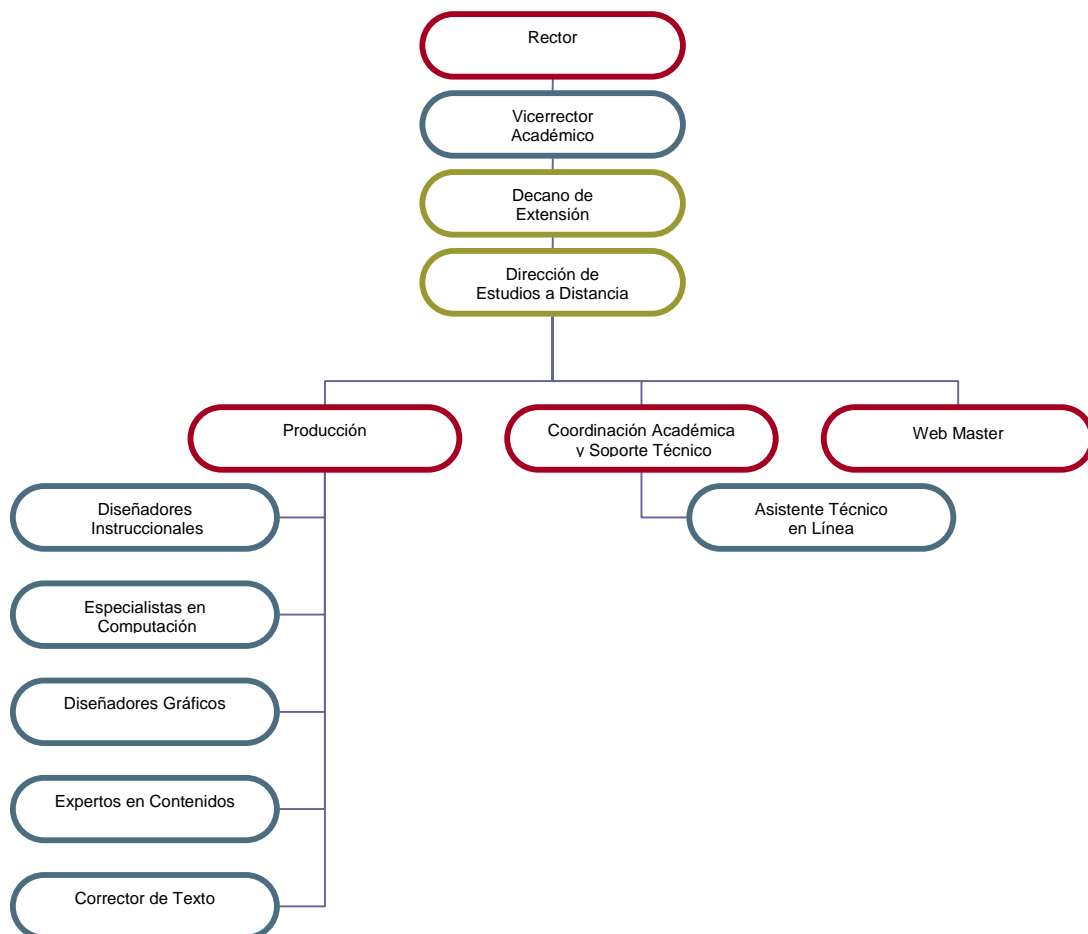 Rector
Vicerrector
Académico
Decano de
Extensión
Dirección de
Estudios a Distancia
Producción
Coordinación Académica
y Soporte Técnico
Web Master
Diseñadores
Instruccionales
Asistente Técnico
en Línea
Especialistas en
Computación
Diseñadores Gráficos
Expertos en Contenidos
Corrector de Texto